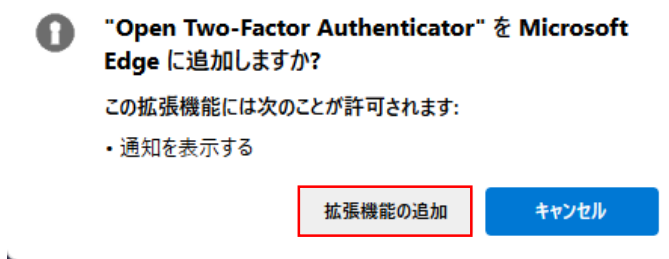 "Open Two-Factor Authenticator" を Microsoft
Edge に追加しますか?
この拡張機能には次のことが許可されます:
• 通知を表示する
拡張機能の追加
キャンセル